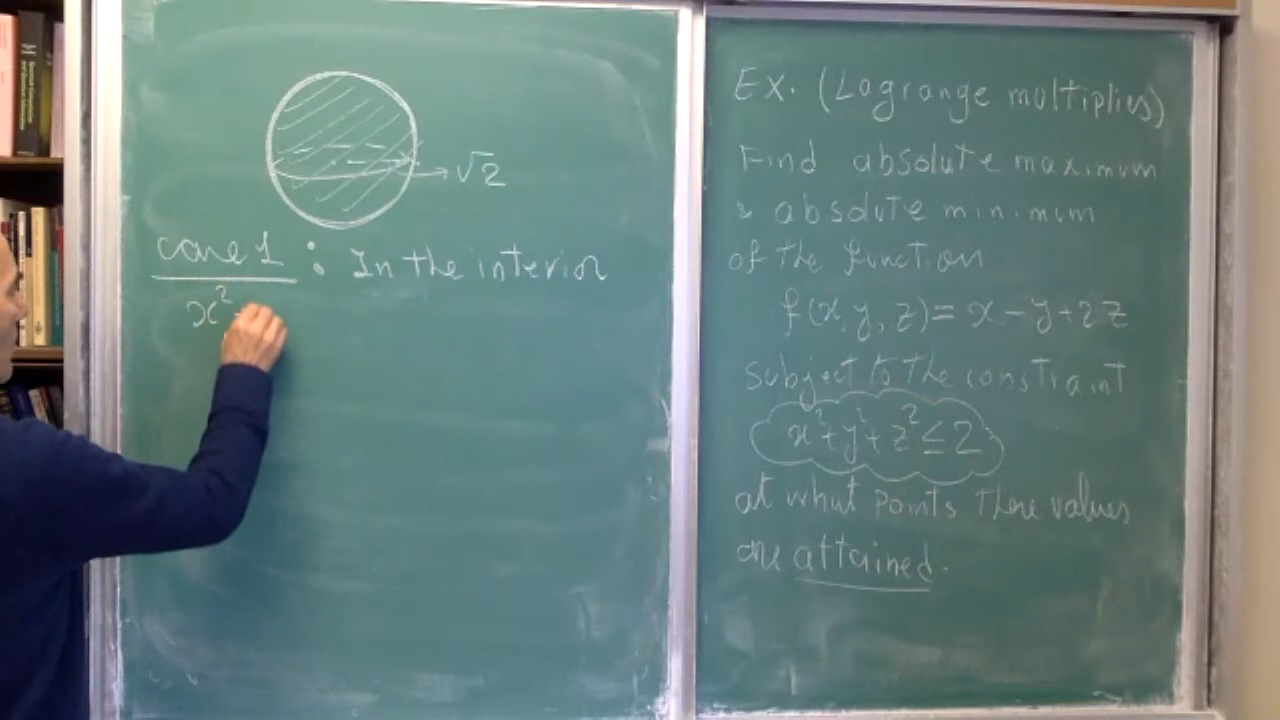 √2
case 1 : In the interior
x²
EX. (Lagrange multiplies)
Find absolute maximum
& absolute minimum
of the function
f(x, y, z) = x - y + 2z
subject to the constraint
x² + y² + z² ≤ 2
at what points these values
are attained.